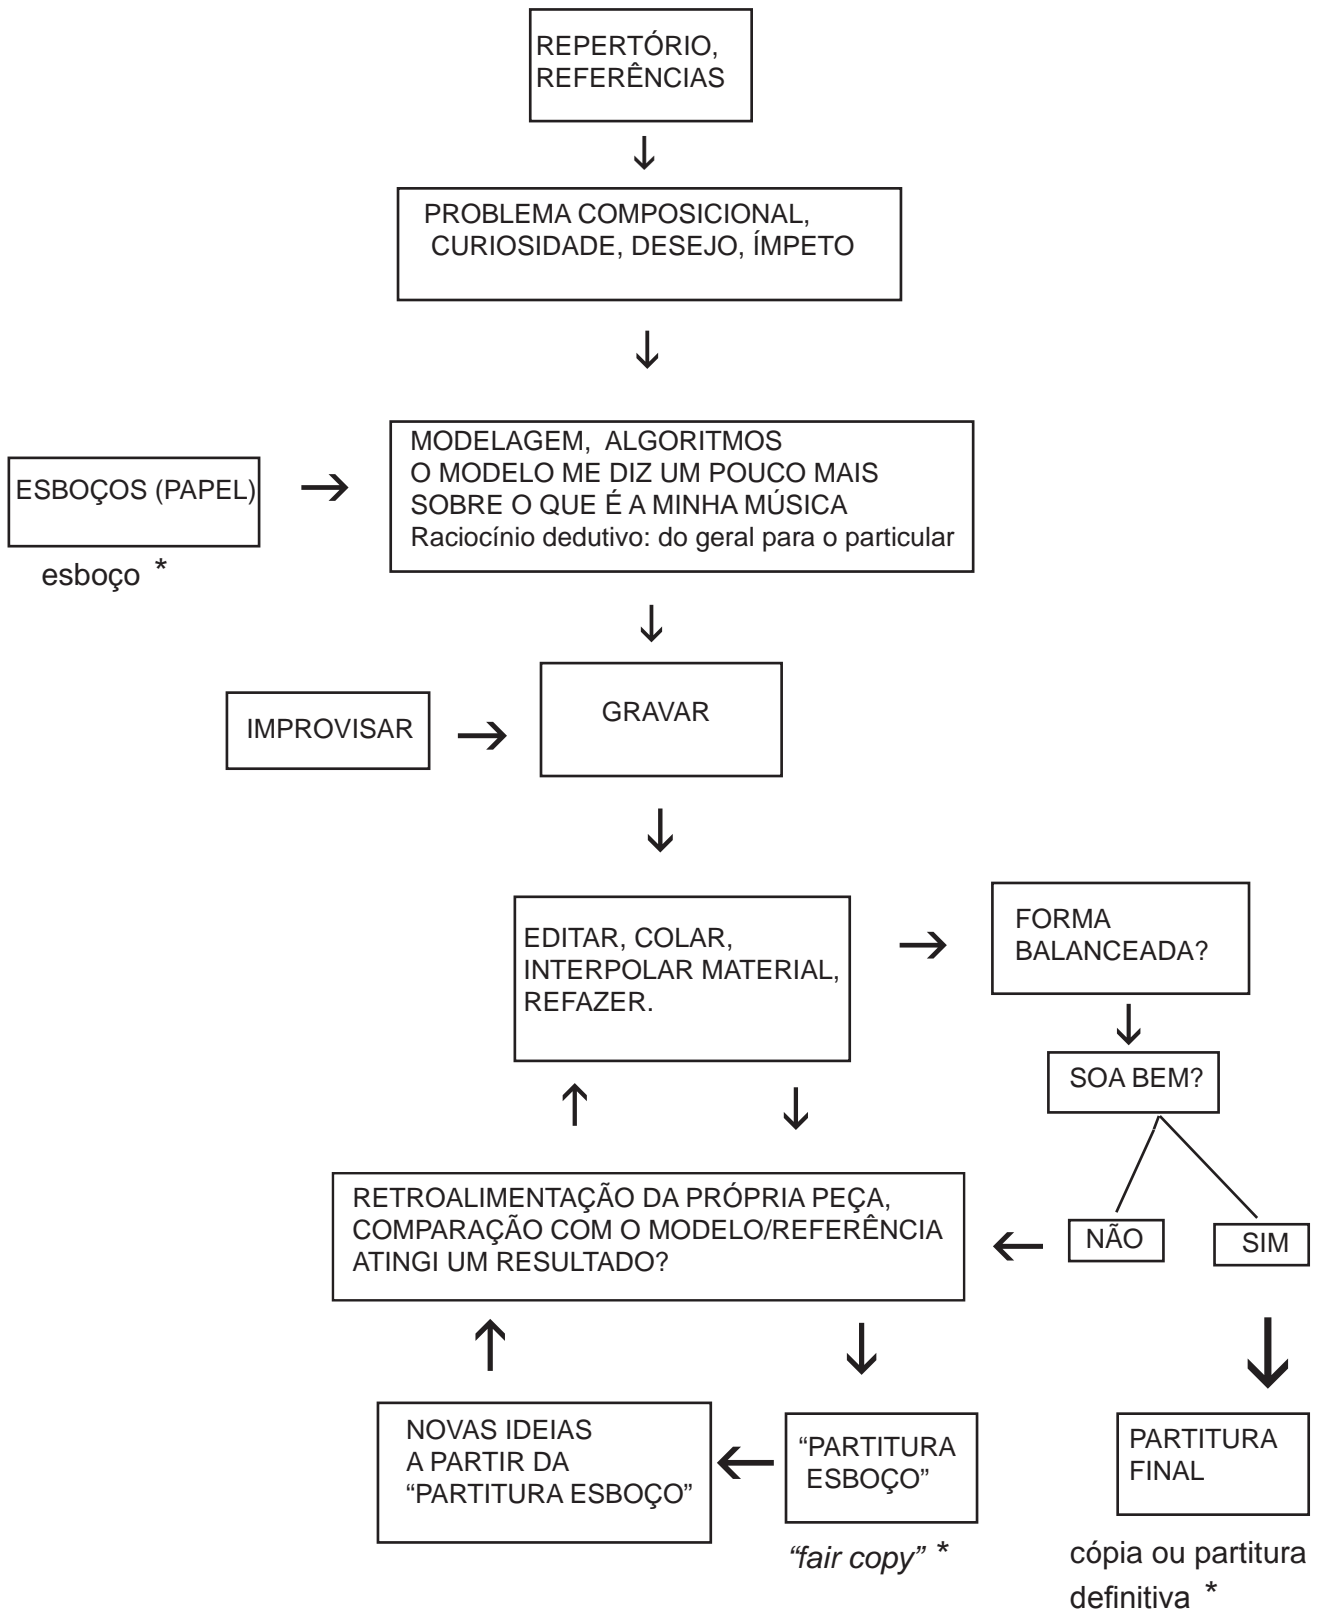 REPERTÓRIO,
REFERÊNCIAS
PROBLEMA COMPOSICIONAL,
CURIOSIDADE, DESEJO, ÍMPETO
MODELAGEM, ALGORITMOS
O MODELO ME DIZ UM POUCO MAIS
SOBRE O QUE É A MINHA MÚSICA
Raciocínio dedutivo: do geral para o particular
ESBOÇOS (PAPEL)
esboço *
GRAVAR
IMPROVISAR
EDITAR, COLAR,
INTERPOLAR MATERIAL,
REFAZER.
FORMA
BALANCEADA?
SOA BEM?
NÃO
SIM
RETROALIMENTAÇÃO DA PRÓPRIA PEÇA,
COMPARAÇÃO COM O MODELO/REFERÊNCIA
ATINGI UM RESULTADO?
NOVAS IDEIAS
A PARTIR DA
“PARTITURA ESBOÇO”
“PARTITURA
ESBOÇO”
“fair copy” *
PARTITURA
FINAL
cópia ou partitura
definitiva *